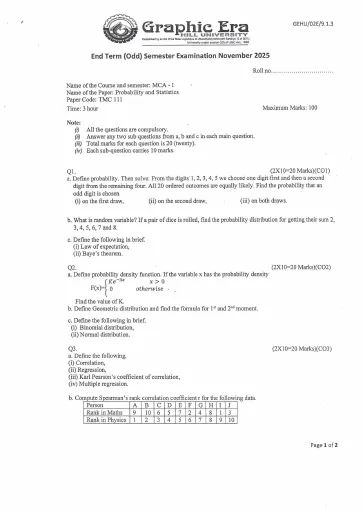 GEHU/02E/9.1.3
Graphic Era
HILL UNIVERSITY
End Term (Odd) Semester Examination November 2025
Roll no
Name of the Course and semester: MCA - I
Name of the Paper: Probability and Statistics
Paper Code: TMC 111
Time: 3 hour Maximum Marks: 100
Note:
(i) All the questions are compulsory.
(ii) Answer any two sub questions from a, b and c in each main question.
(iii) Total marks for each question is 20 (twenty).
(iv) Each sub-question carries 10 marks.
Q1. (2X10=20 Marks)(CO1)
a. Define probability. Then solve. From the digits 1, 2, 3, 4, 5 we choose one digit first and then a second
digit from the remaining four. All 20 ordered outcomes are equally likely. Find the probability that an
odd digit is chosen
(i) on the first draw, (ii) on the second draw, (iii) on both draws.
b. What is random variable? If a pair of dice is rolled, find the probability distribution for getting their sum 2,
3, 4, 5, 6, 7 and 8.
c. Define the following in brief.
(i) Law of expectation,
(ii) Baye's theorem.
Q2. (2X10=20 Marks)(CO2)
a. Define probability density function. If the variable x has the probability density
x > 0
F(x)= 0 otherwise
Find the value of K.
b. Define Geometric distribution and find the formula for 1st and 2nd moment.
c. Define the following in brief.
(i) Binomial distribution,
(ii) Normal distribution.
Q3. (2X10=20 Marks)(CO3)
a. Define the following.
(i) Correlation,
(ii) Regression,
(iii) Karl Pearson's coefficient of correlation,
(iv) Multiple regression.
b. Compute Spearman's rank correlation coefficient r for the following data.
Person A B C D E F G H I J
Rank in Maths 9 10 6 5 7 2 4 8 1 3
Rank in Physics 1 2 3 4 5 6 7 8 9 10
Page 1 of 2